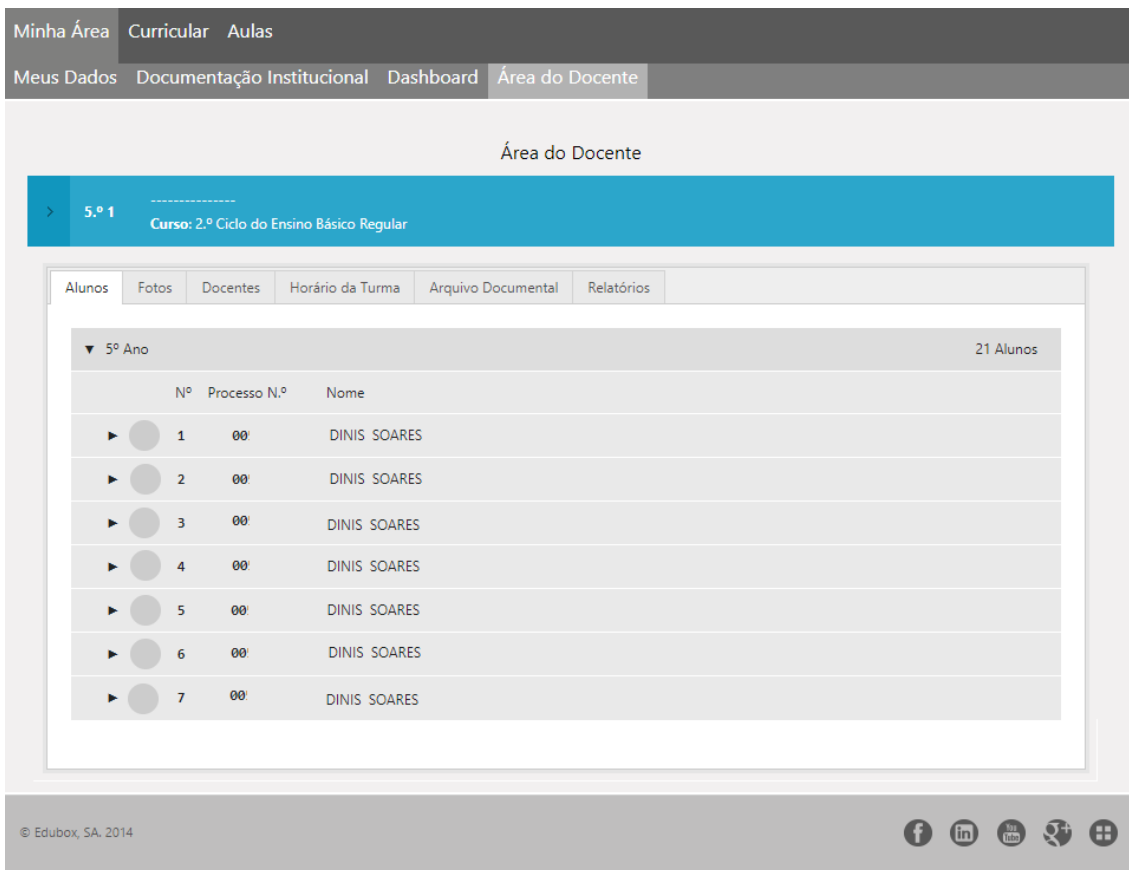 Minha Área Curricular Aulas
Meus Dados Documentação Institucional Dashboard Área do Docente
Área do Docente
5.º 1
---------------
Curso: 2.º Ciclo do Ensino Básico Regular
Alunos Fotos Docentes Horário da Turma Arquivo Documental Relatórios
5º Ano 21 Alunos
Nº Processo N.º Nome
1 00 DINIS SOARES
2 00 DINIS SOARES
3 00 DINIS SOARES
4 00 DINIS SOARES
5 00 DINIS SOARES
6 00 DINIS SOARES
7 00 DINIS SOARES
© Edubox, SA. 2014
You Tube